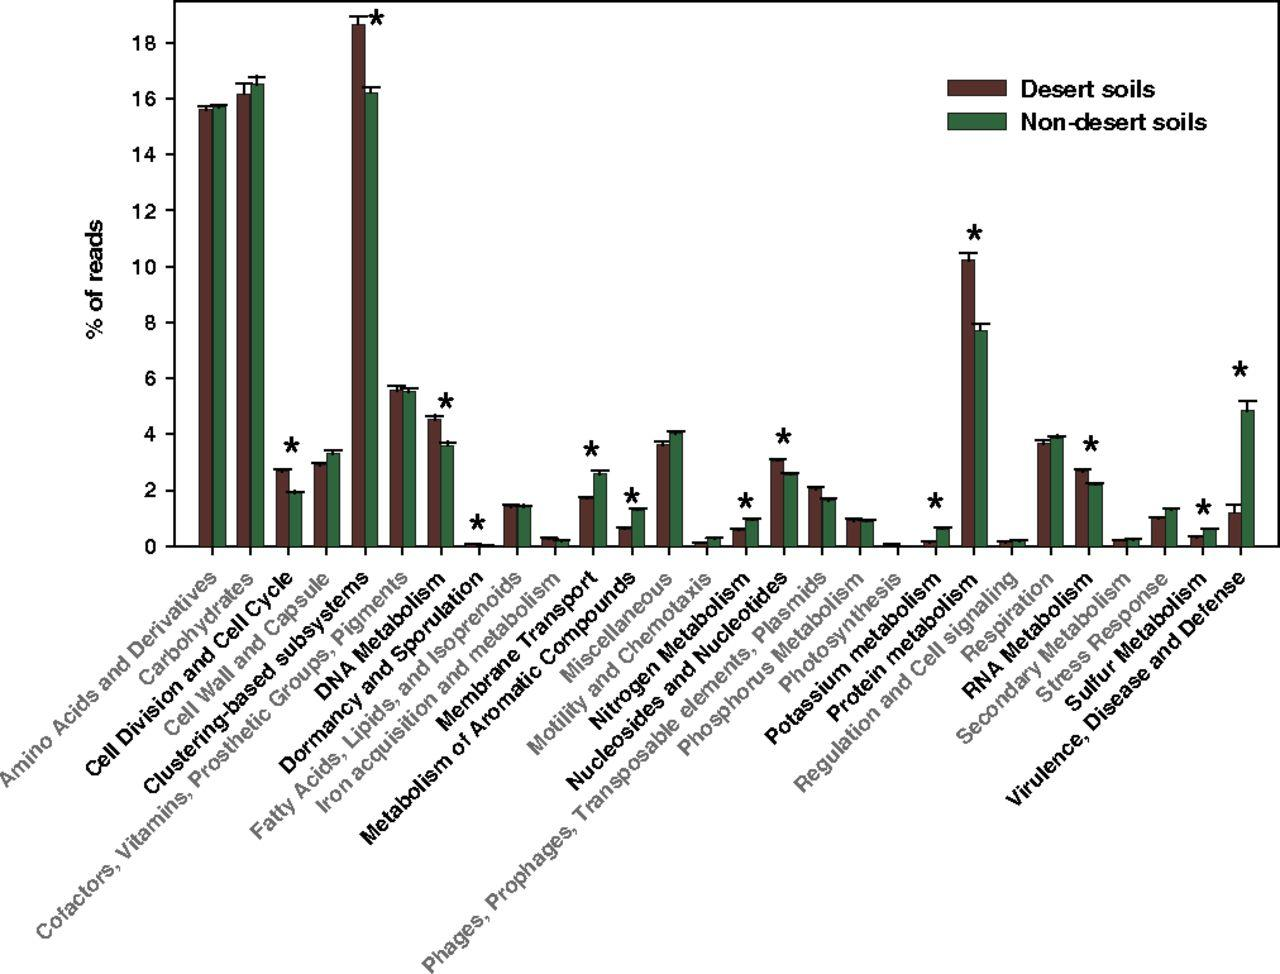 18
16
14
12
10
8
6
4
2
0
% of reads
Desert soils
Non-desert soils
*
*
*
*
*
*
*
*
*
*
*
*
*
Amino Acids and Derivatives
Carbohydrates
Cell Division and Cell Cycle
Cell Wall and Capsule
Clustering-based subsystems
Cofactors, Vitamins, Prosthetic Groups, Pigments
DNA Metabolism
Dormancy and Sporulation
Fatty Acids, Lipids, and Isoprenoids
Iron acquisition and metabolism
Membrane Transport
Metabolism of Aromatic Compounds
Miscellaneous
Motility and Chemotaxis
Nitrogen Metabolism
Nucleosides and Nucleotides
Phages, Prophages, Transposable elements, Plasmids
Phosphorus Metabolism
Photosynthesis
Potassium metabolism
Protein metabolism
Regulation and Cell signaling
Respiration
RNA Metabolism
Secondary Metabolism
Stress Response
Sulfur Metabolism
Virulence, Disease and Defense